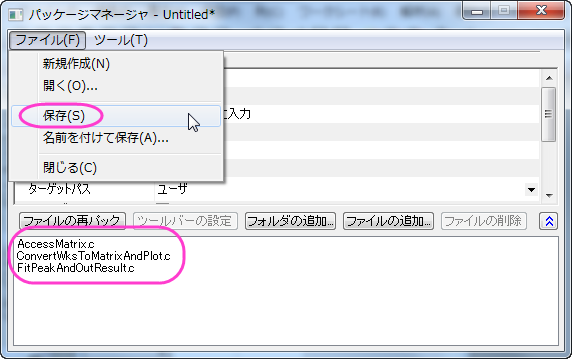 パッケージマネージャ - Untitled*
ファイル(F) ツール(T)
新規作成(N)
開く(O)...
保存(S)
名前を付けて保存(A)...
閉じる(C)
入力
ターゲットパス ユーザ
ファイルの再パック ツールバーの設定 フォルダの追加... ファイルの追加... ファイルの削除
AccessMatrix.c
ConvertWksToMatrixAndPlot.c
FitPeakAndOutResult.c